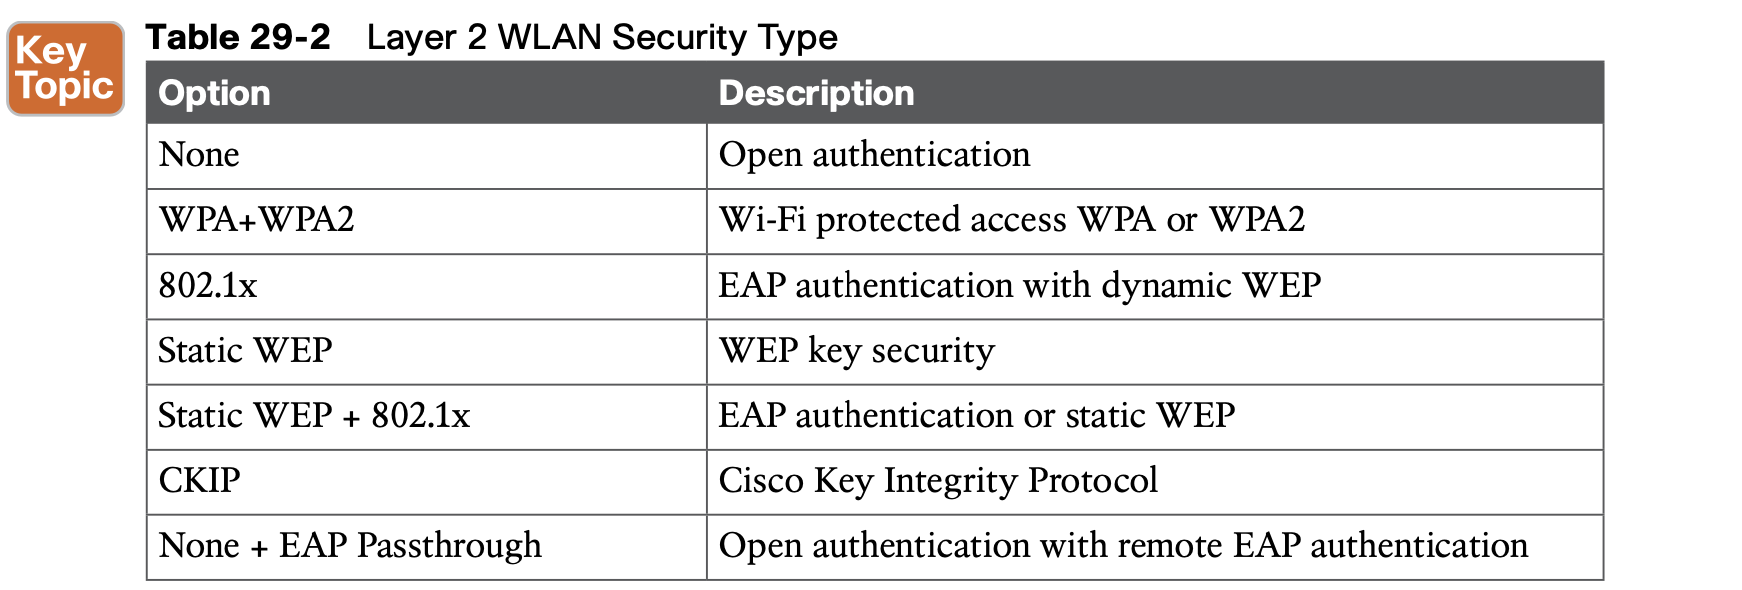 Key
Topic
Table 29-2 Layer 2 WLAN Security Type
Option Description
None Open authentication
WPA+WPA2 Wi-Fi protected access WPA or WPA2
802.1x EAP authentication with dynamic WEP
Static WEP WEP key security
Static WEP + 802.1x EAP authentication or static WEP
CKIP Cisco Key Integrity Protocol
None + EAP Passthrough Open authentication with remote EAP authentication